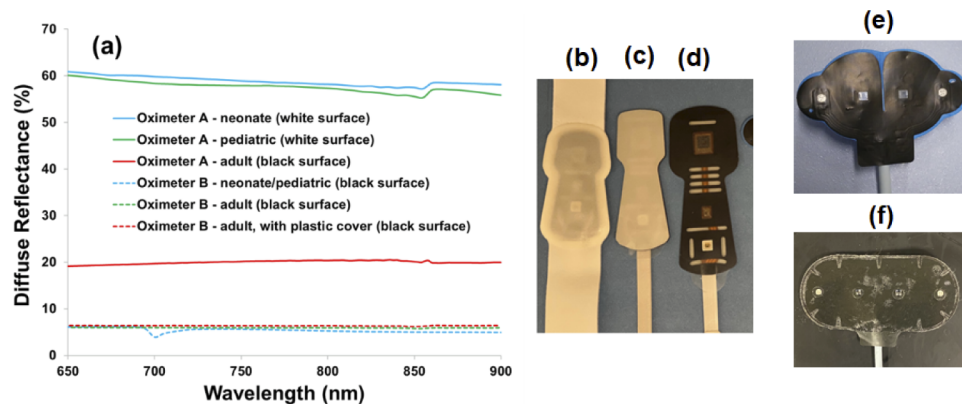 (a)
Diffuse Reflectance (%)
70
60
50
40
30
20
10
0
Oximeter A - neonate (white surface)
Oximeter A - pediatric (white surface)
Oximeter A - adult (black surface)
Oximeter B - neonate/pediatric (black surface)
Oximeter B - adult (black surface)
Oximeter B - adult, with plastic cover (black surface)
650 700 750 800 850 900
Wavelength (nm)
(b) (c) (d)
(e)
(f)